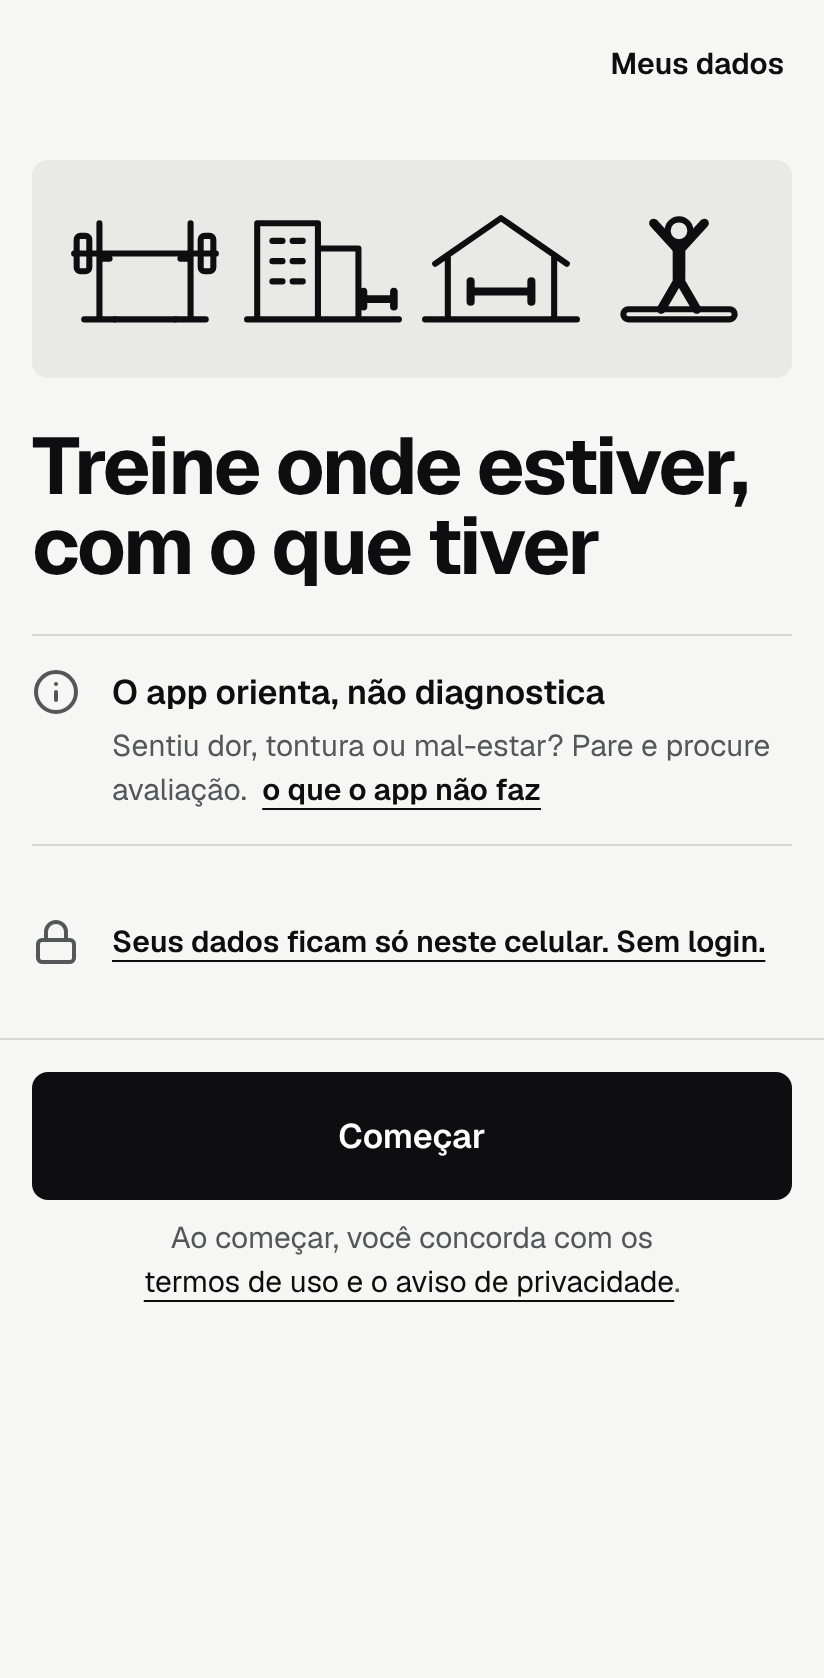 Meus dados
Treine onde estiver,
com o que tiver
O app orienta, não diagnostica
Sentiu dor, tontura ou mal-estar? Pare e procure
avaliação. o que o app não faz
Seus dados ficam só neste celular. Sem login.
Começar
Ao começar, você concorda com os
termos de uso e o aviso de privacidade.